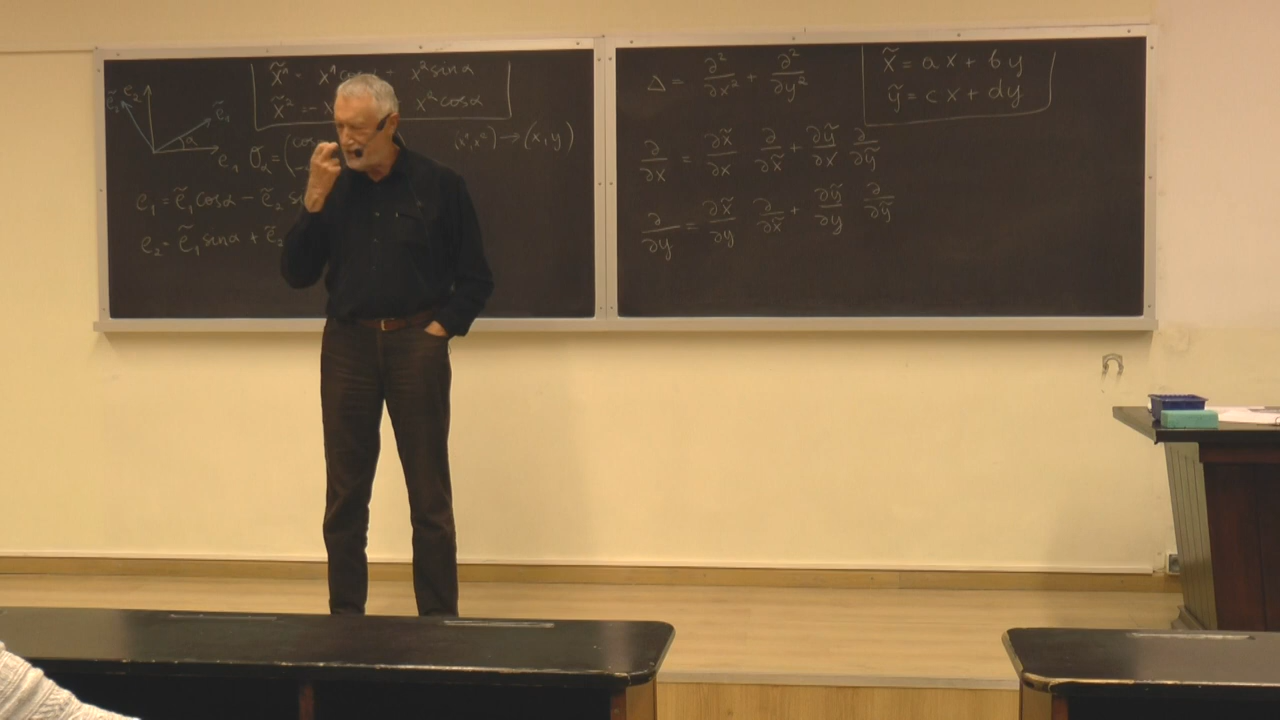 x̃¹ = x¹cosα + x²sinα
x̃² = -x x²cosα
ẽ₂ e₂ ẽ₁ α e₁
O_α = (cos
(x¹,x²) → (x,y)
e₁ = ẽ₁cosα - ẽ₂ si
e₂ = ẽ₁sinα + ẽ₂
Δ = ∂²/∂x² + ∂²/∂y²
x̃ = ax + by
ỹ = cx + dy
∂/∂x = ∂x̃/∂x ∂/∂x̃ + ∂ỹ/∂x ∂/∂ỹ
∂/∂y = ∂x̃/∂y ∂/∂x̃ + ∂ỹ/∂y ∂/∂ỹ